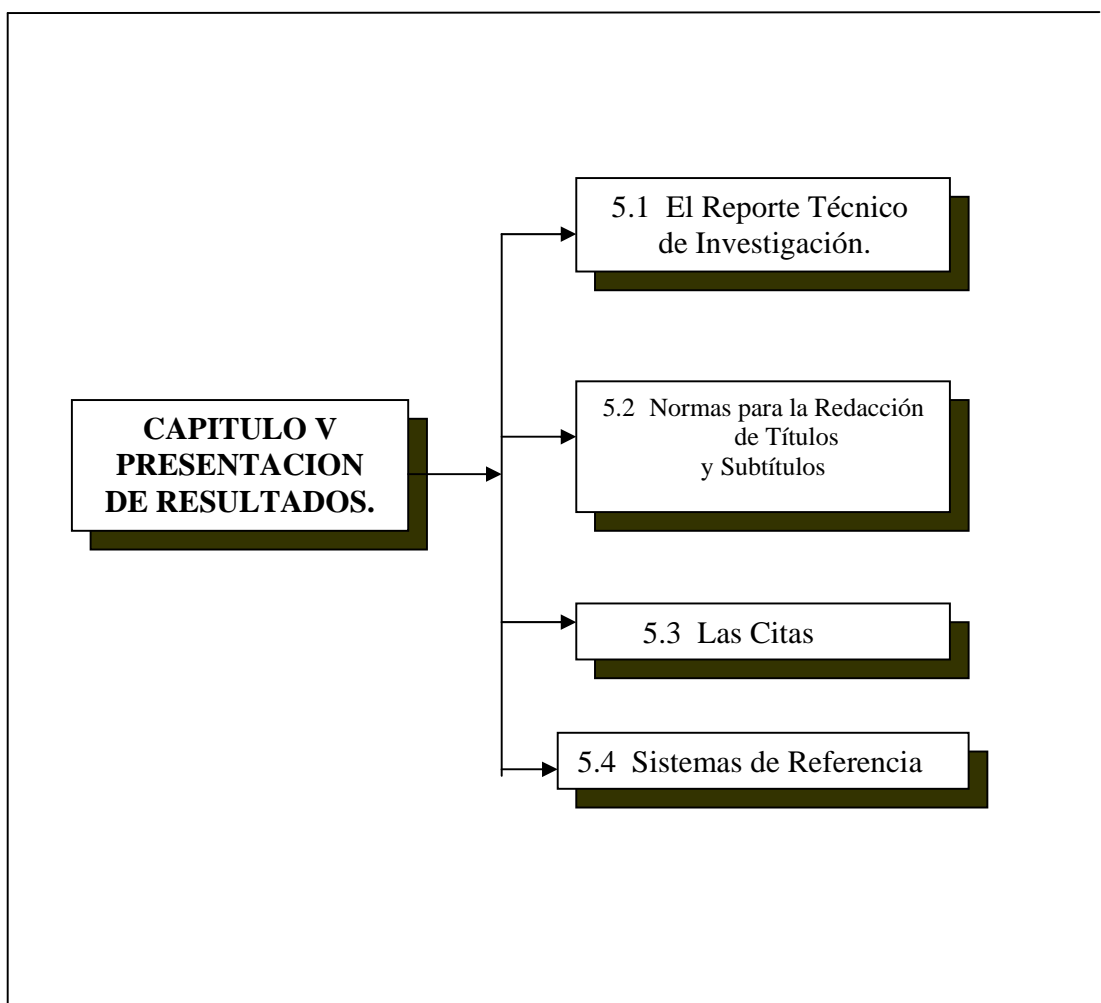 CAPITULO V
PRESENTACION
DE RESULTADOS.
5.1 El Reporte Técnico
de Investigación.
5.2 Normas para la Redacción
de Títulos
y Subtítulos
5.3 Las Citas
5.4 Sistemas de Referencia